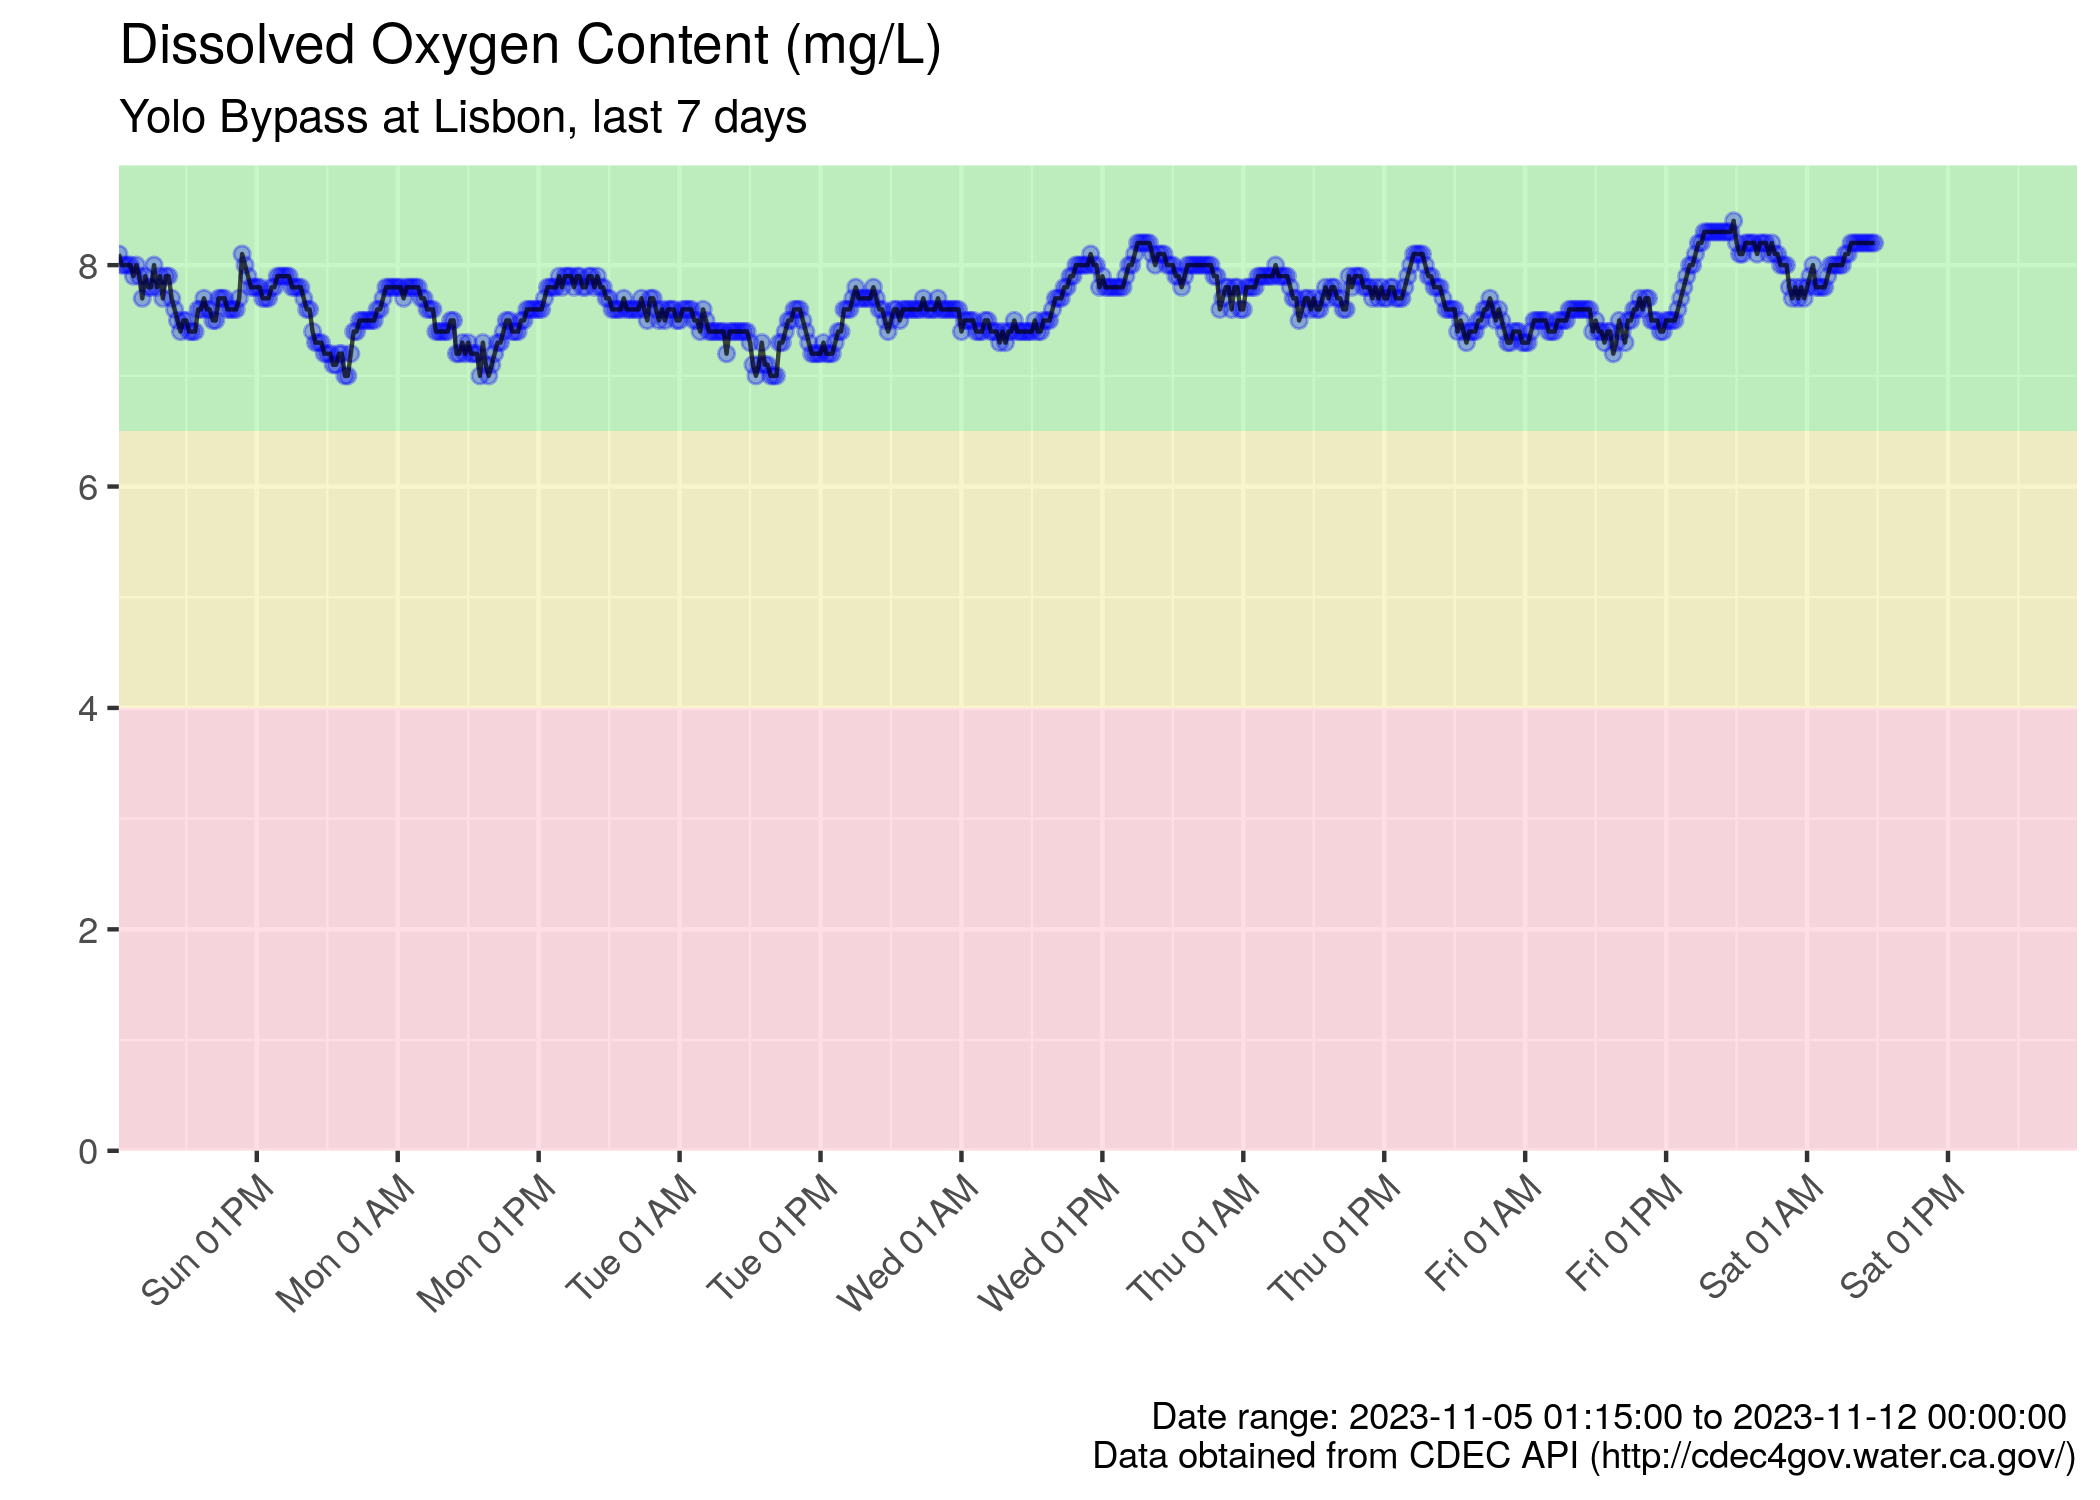 Dissolved Oxygen Content (mg/L)
Yolo Bypass at Lisbon, last 7 days
8
6
4
2
0
Sun 01PM
Mon 01AM
Mon 01PM
Tue 01AM
Tue 01PM
Wed 01AM
Wed 01PM
Thu 01AM
Thu 01PM
Fri 01AM
Fri 01PM
Sat 01AM
Sat 01PM
Date range: 2023-11-05 01:15:00 to 2023-11-12 00:00:00
Data obtained from CDEC API (http://cdec4gov.water.ca.gov/)